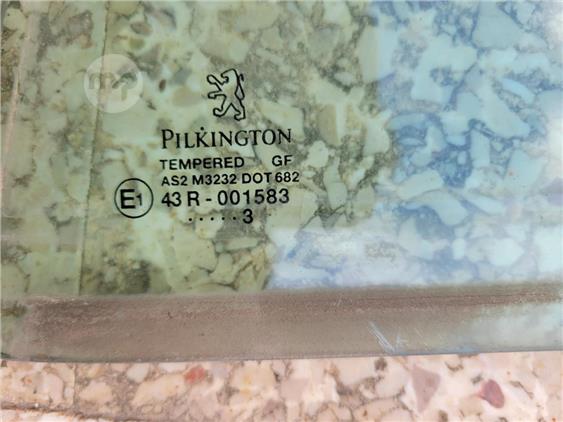 PILKINGTON
TEMPERED GF
AS2 M3232 DOT 682
E1 43 R - 001583
. . . . . 3